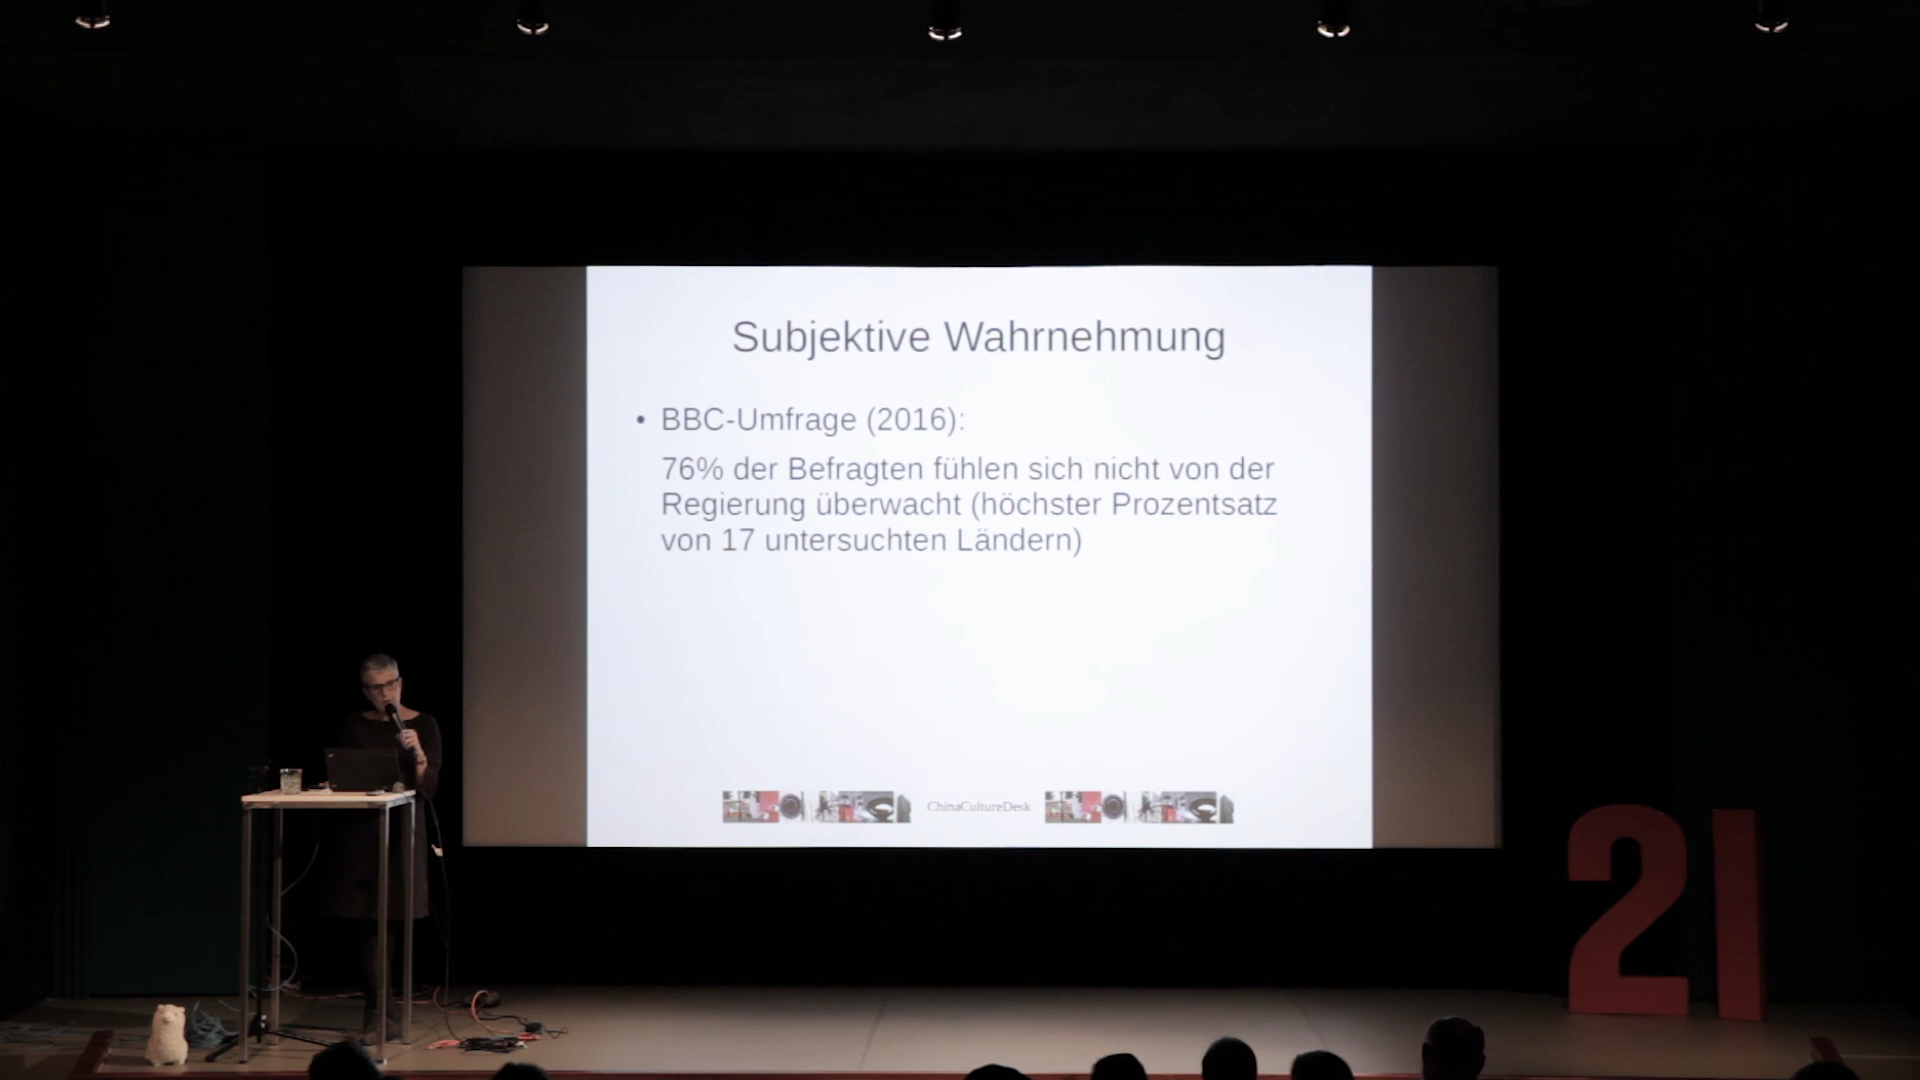 Subjektive Wahrnehmung
• BBC-Umfrage (2016):
76% der Befragten fühlen sich nicht von der
Regierung überwacht (höchster Prozentsatz
von 17 untersuchten Ländern)
ChinaCultureDesk
21